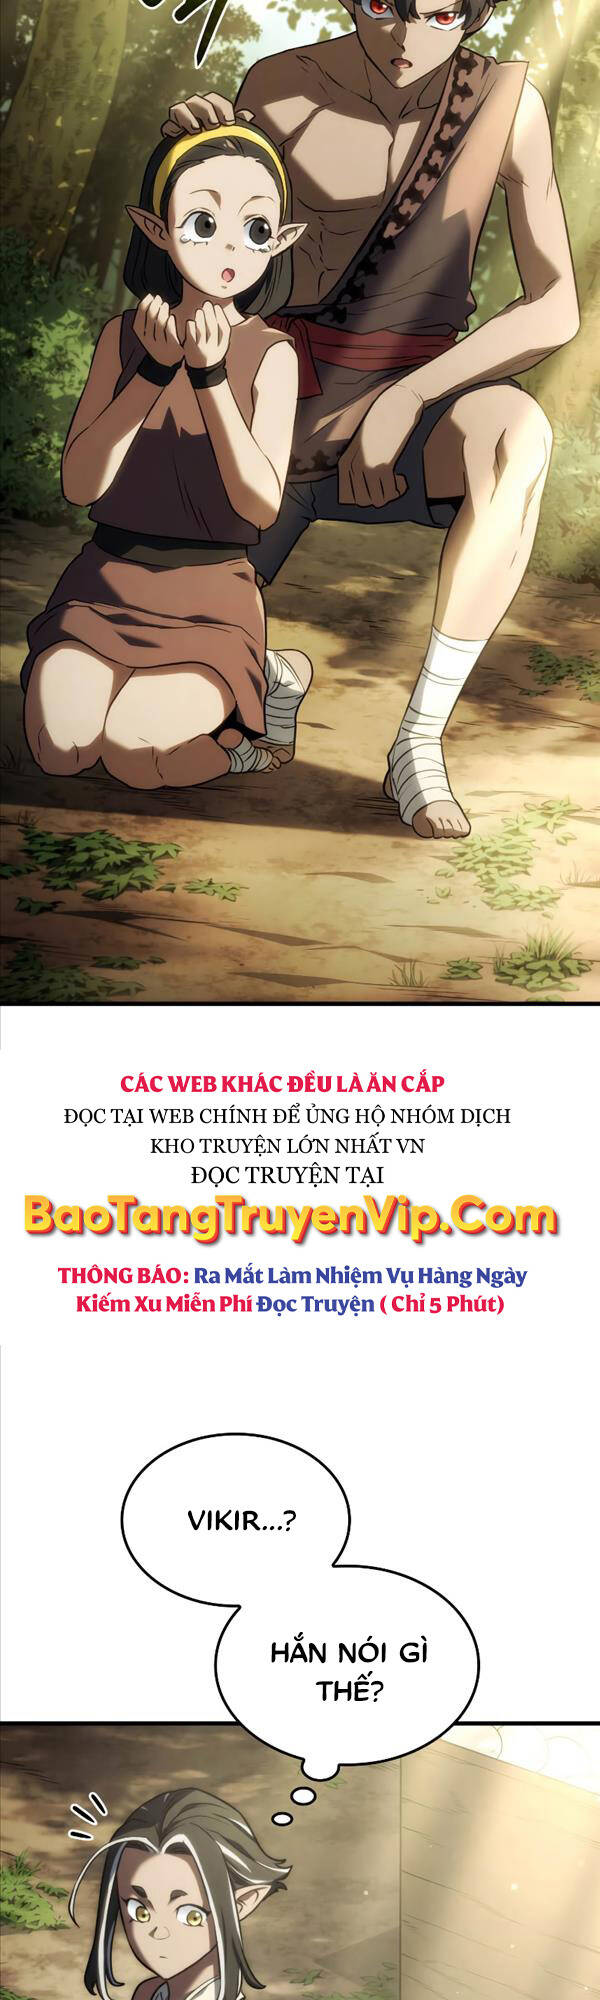 CÁC WEB KHÁC ĐỀU LÀ ĂN CẮP
ĐỌC TẠI WEB CHÍNH ĐỂ ỦNG HỘ NHÓM DỊCH
KHO TRUYỆN LỚN NHẤT VN
ĐỌC TRUYỆN TẠI
BaoTangTruyenVip.Com
THÔNG BÁO: Ra Mắt Làm Nhiệm Vụ Hàng Ngày
Kiếm Xu Miễn Phí Đọc Truyện ( Chỉ 5 Phút)
VIKIR...?
HẮN NÓI GÌ
THẾ?